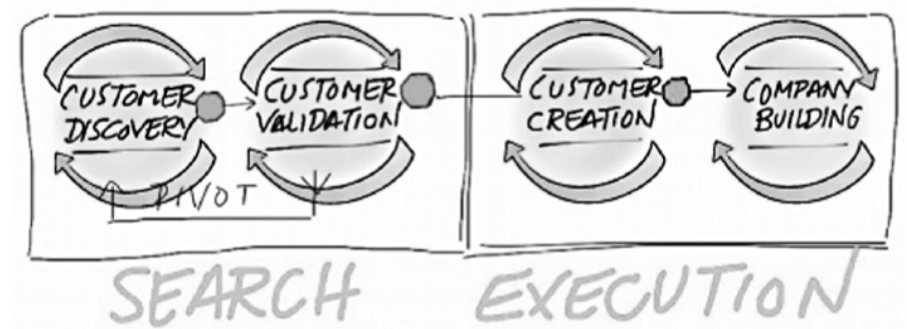 CUSTOMER
DISCOVERY
CUSTOMER
VALIDATION
CUSTOMER
CREATION
COMPANY
BUILDING
PIVOT
SEARCH
EXECUTION